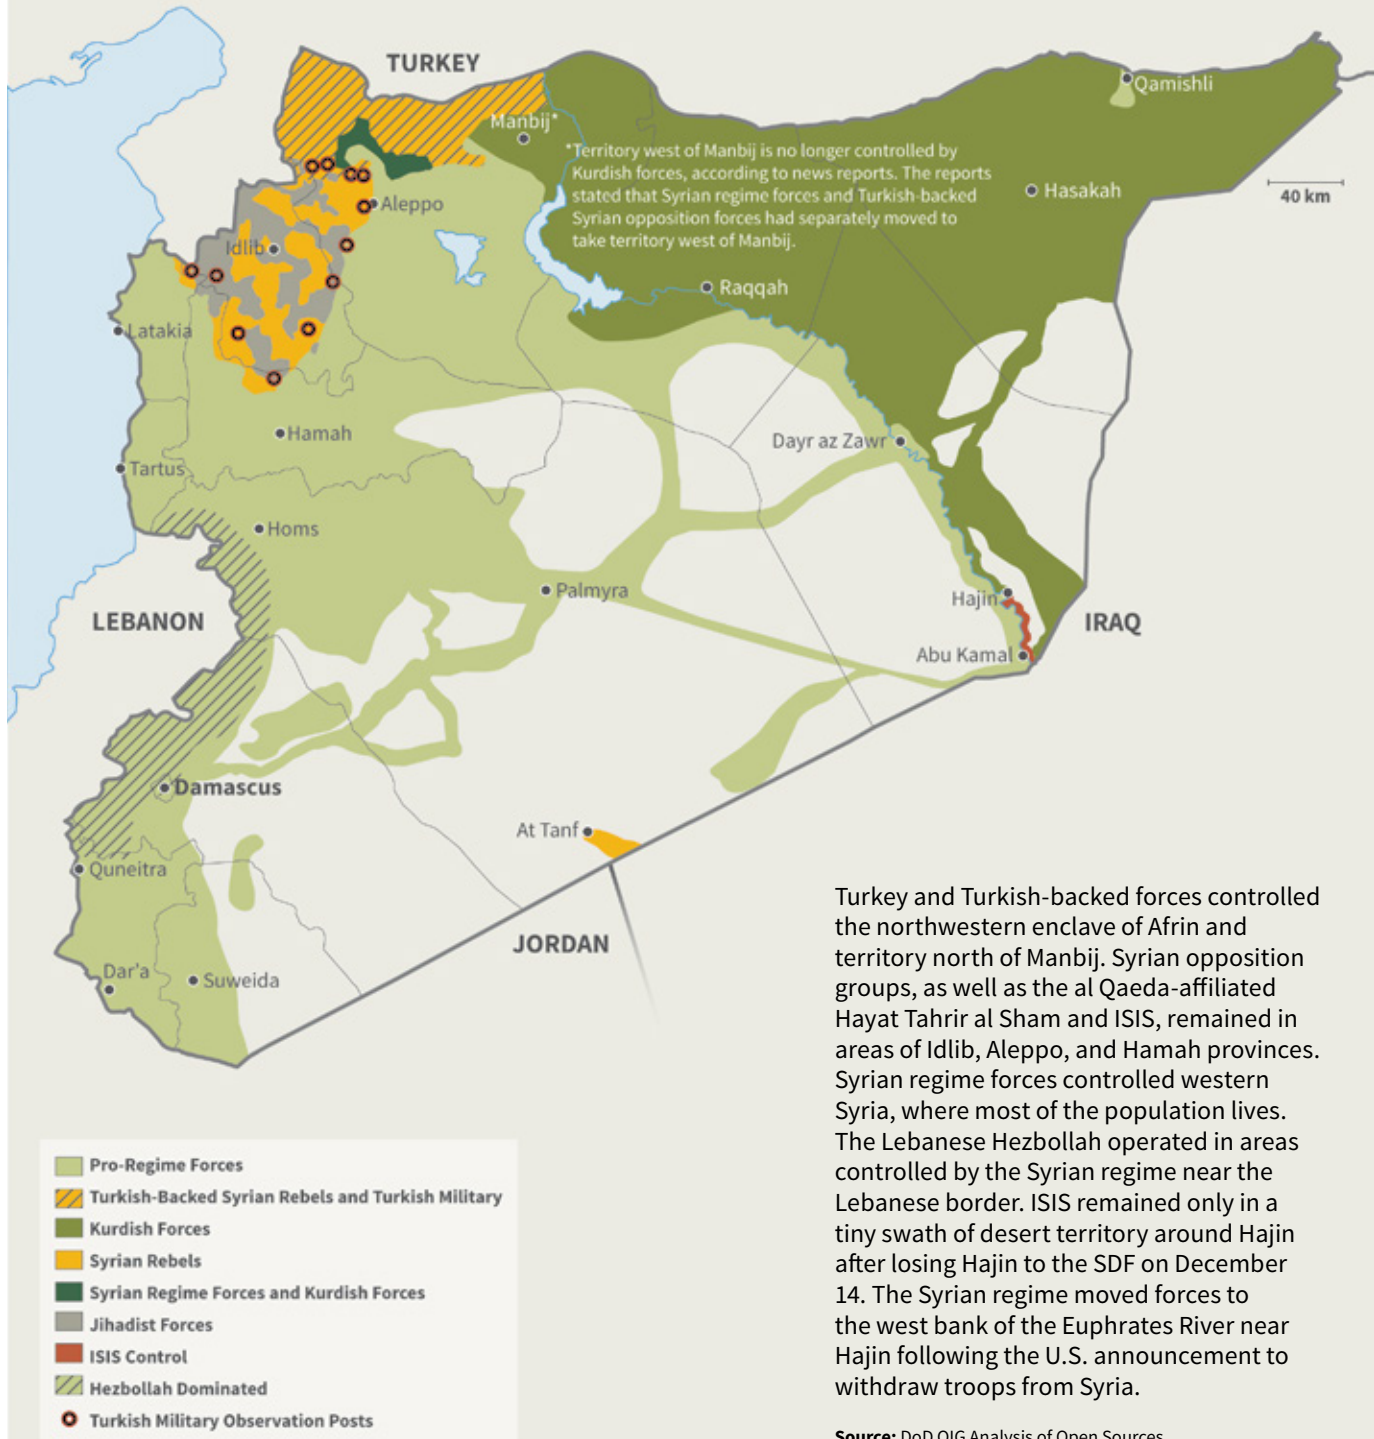 TURKEY
Qamishli
Manbij*
*Territory west of Manbij is no longer controlled by
Kurdish forces, according to news reports. The reports
stated that Syrian regime forces and Turkish-backed
Syrian opposition forces had separately moved to
take territory west of Manbij.
Hasakah
40 km
Aleppo
Idlib
Raqqah
Latakia
Hamah
Dayr az Zawr
Tartus
Homs
Palmyra
Hajin
LEBANON
IRAQ
Abu Kamal
Damascus
At Tanf
Quneitra
JORDAN
Dar'a
Suweida
Turkey and Turkish-backed forces controlled
the northwestern enclave of Afrin and
territory north of Manbij. Syrian opposition
groups, as well as the al Qaeda-affiliated
Hayat Tahrir al Sham and ISIS, remained in
areas of Idlib, Aleppo, and Hamah provinces.
Syrian regime forces controlled western
Syria, where most of the population lives.
The Lebanese Hezbollah operated in areas
controlled by the Syrian regime near the
Lebanese border. ISIS remained only in a
tiny swath of desert territory around Hajin
after losing Hajin to the SDF on December
14. The Syrian regime moved forces to
the west bank of the Euphrates River near
Hajin following the U.S. announcement to
withdraw troops from Syria.
Source: DoD OIG Analysis of Open Sources
Pro-Regime Forces
Turkish-Backed Syrian Rebels and Turkish Military
Kurdish Forces
Syrian Rebels
Syrian Regime Forces and Kurdish Forces
Jihadist Forces
ISIS Control
Hezbollah Dominated
Turkish Military Observation Posts